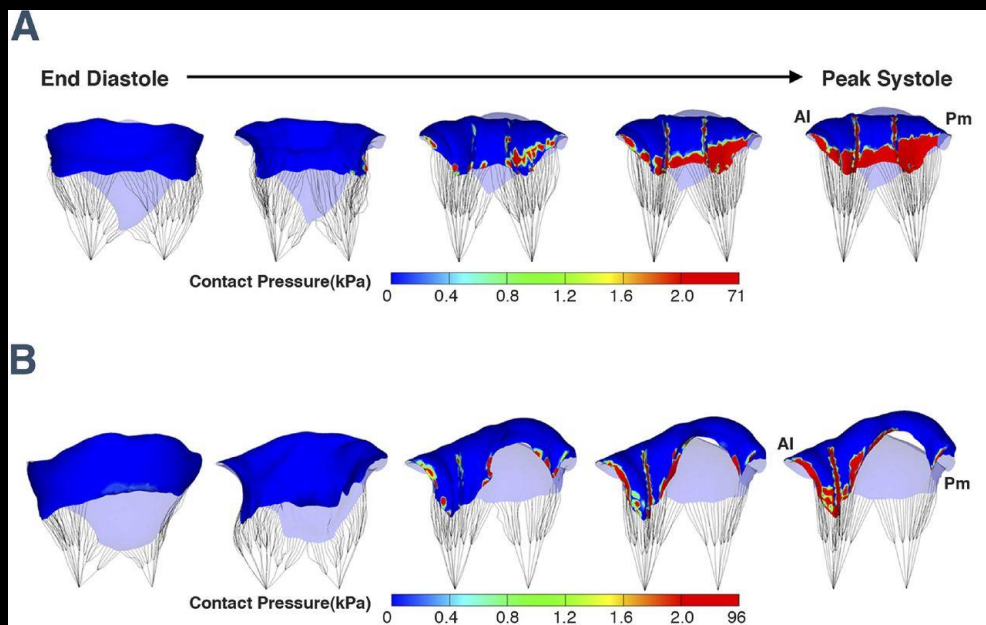 A
End Diastole
Peak Systole
Al
Pm
Contact Pressure(kPa)
0 0.4 0.8 1.2 1.6 2.0 71
B
Al
Pm
Contact Pressure(kPa)
0 0.4 0.8 1.2 1.6 2.0 96